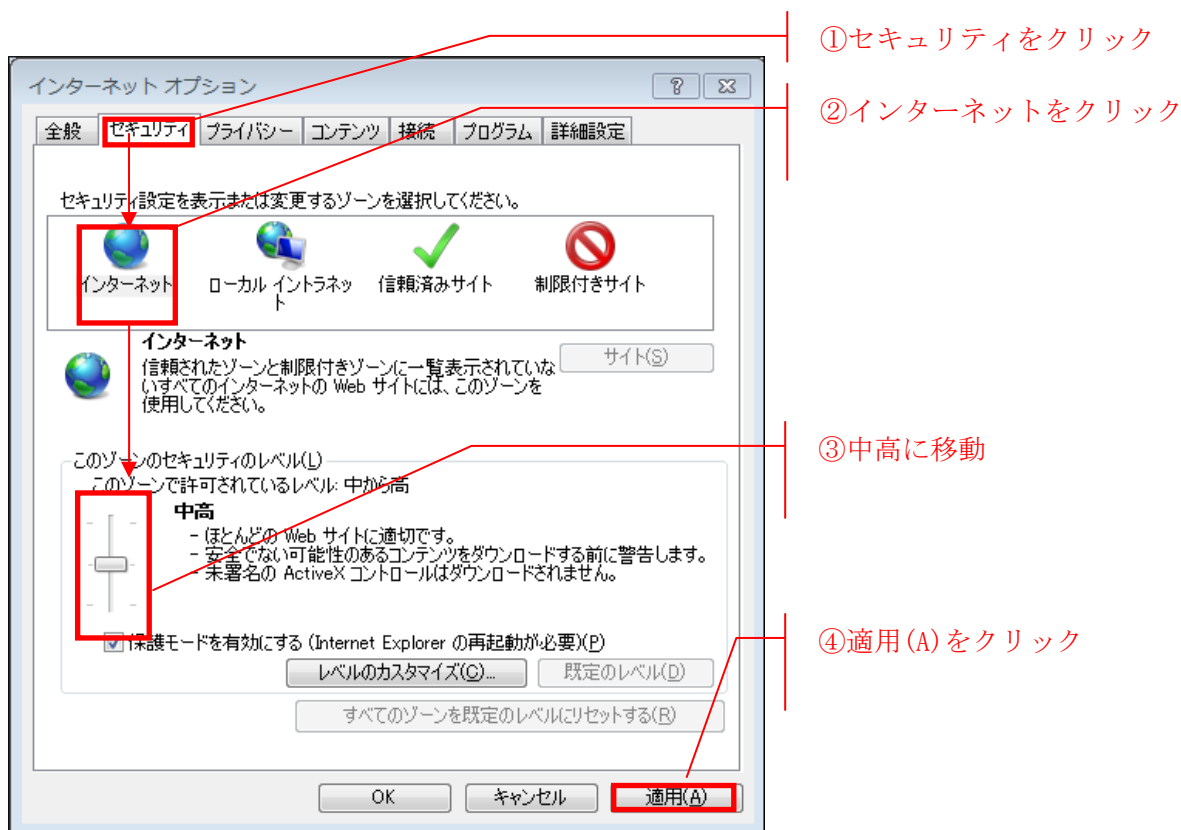 ①セキュリティをクリック
インターネット オプション
②インターネットをクリック
全般 セキュリティ プライバシー コンテンツ 接続 プログラム 詳細設定
セキュリティ設定を表示または変更するゾーンを選択してください。
インターネット
ローカル イントラネッ
ト
信頼済みサイト
制限付きサイト
インターネット
信頼されたゾーンと制限付きゾーンに一覧表示されていな
いすべてのインターネットの Web サイトには、このゾーンを
使用してください。
サイト(S)
③中高に移動
このゾーンのセキュリティのレベル(L)
このゾーンで許可されているレベル: 中から高
中高
- ほとんどの Web サイトに適切です。
- 安全でない可能性のあるコンテンツをダウンロードする前に警告します。
- 未署名の ActiveX コントロールはダウンロードされません。
④適用(A)をクリック
保護モードを有効にする (Internet Explorer の再起動が必要)(P)
レベルのカスタマイズ(C)... 既定のレベル(D)
すべてのゾーンを既定のレベルにリセットする(R)
OK キャンセル 適用(A)